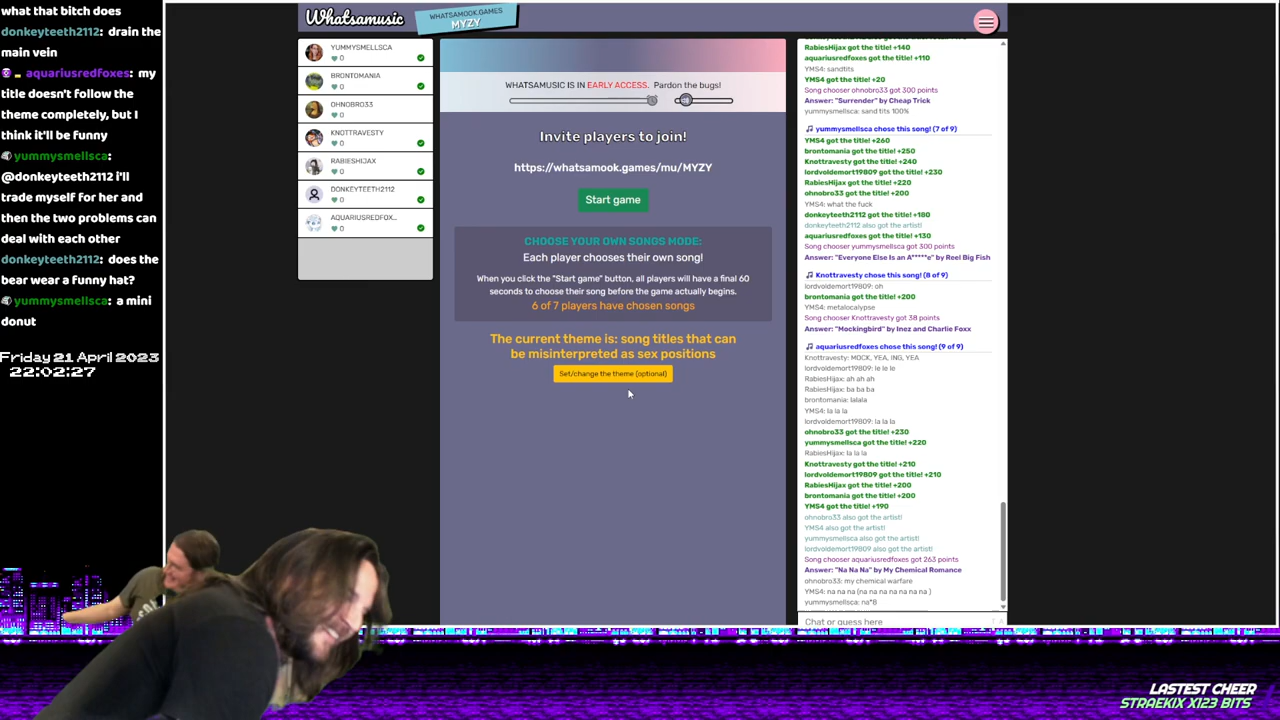 what that bitch does
donkeyteeth2112: drain the
main vein
aquariusredfoxes: my
title doesn't follow
theme super closely, but i
think it'll be funny
yummysmellsca:
@donkeyteeth2112 i'll
bring two probolones and
then the two probolones go
donkeyteeth2112: does the
yummysmellsca: a mini
donut
Friday, 21 April 2023
22:02:27
Whatsamusic
WHATSAMOOK.GAMES
MYZY
YUMMYSMELLSCA
0
BRONTOMANIA
0
OHNOBRO33
0
KNOTTRAVESTY
0
RABIESHIJAX
0
DONKEYTEETH2112
0
AQUARIUSREDFOX...
0
WHATSAMUSIC IS IN EARLY ACCESS. Pardon the bugs!
Invite players to join!
https://whatsamook.games/mu/MYZY
Start game
CHOOSE YOUR OWN SONGS MODE:
Each player chooses their own song!
When you click the "Start game" button, all players will have a final 60
seconds to choose their song before the game actually begins.
6 of 7 players have chosen songs
The current theme is: song titles that can
be misinterpreted as sex positions
Set/change the theme (optional)
RabiesHijax got the title! +140
aquariusredfoxes got the title! +110
YMS4: sandtits
YMS4 got the title! +20
Song chooser ohnobro33 got 300 points
Answer: "Surrender" by Cheap Trick
yummysmellsca: sand tits 100%
yummysmellsca chose this song! (7 of 9)
YMS4 got the title! +260
brontomania got the title! +250
Knottravesty got the title! +240
lordvoldemort19809 got the title! +230
RabiesHijax got the title! +220
ohnobro33 got the title! +200
YMS4: what the fuck
donkeyteeth2112 got the title! +180
donkeyteeth2112 also got the artist!
aquariusredfoxes got the title! +130
Song chooser yummysmellsca got 300 points
Answer: "Everyone Else Is an A*****e" by Reel Big Fish
Knottravesty chose this song! (8 of 9)
lordvoldemort19809: oh
brontomania got the title! +200
YMS4: metalocalypse
Song chooser Knottravesty got 38 points
Answer: "Mockingbird" by Inez and Charlie Foxx
aquariusredfoxes chose this song! (9 of 9)
Knottravesty: MOCK, YEA, ING, YEA
lordvoldemort19809: le le le
RabiesHijax: ah ah ah
RabiesHijax: ba ba ba
brontomania: lalala
YMS4: la la la
lordvoldemort19809: la la la
ohnobro33 got the title! +230
yummysmellsca got the title! +220
RabiesHijax: la la la
Knottravesty got the title! +210
lordvoldemort19809 got the title! +210
RabiesHijax got the title! +200
brontomania got the title! +200
YMS4 got the title! +190
ohnobro33 also got the artist!
YMS4 also got the artist!
yummysmellsca also got the artist!
lordvoldemort19809 also got the artist!
Song chooser aquariusredfoxes got 263 points
Answer: "Na Na Na" by My Chemical Romance
ohnobro33: my chemical warfare
YMS4: na na na (na na na na na na na )
yummysmellsca: na*8
Chat or guess here
LASTEST CHEER
STRAEKIX X123 BITS